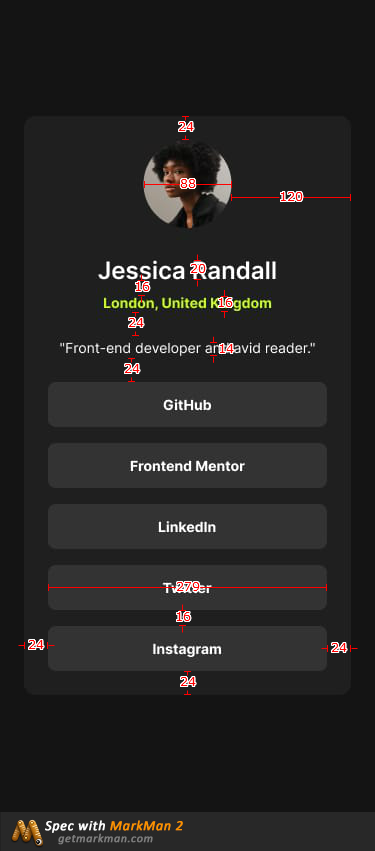 24
88
120
Jessica Randall
20
16
London, United Kingdom
16
24
"Front-end developer and avid reader."
14
24
GitHub
Frontend Mentor
LinkedIn
Twitter
279
16
24
Instagram
24
24
Spec with MarkMan 2
getmarkman.com